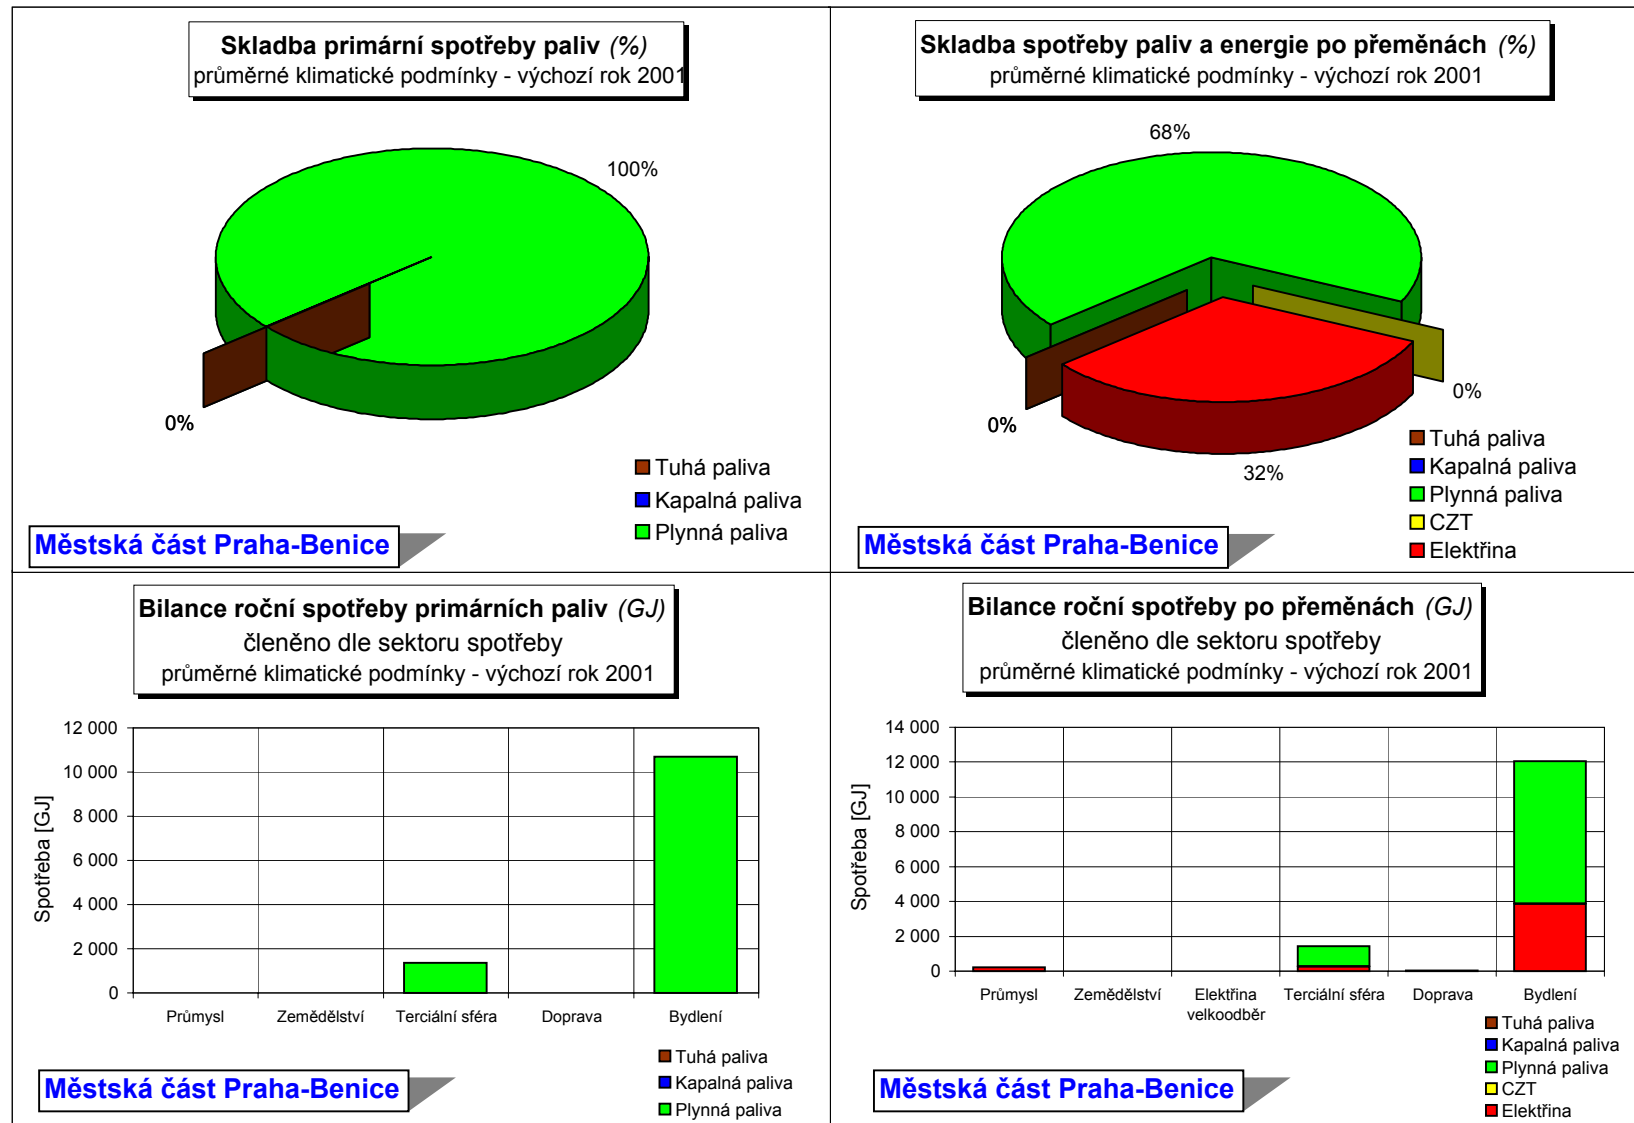 Skladba primární spotřeby paliv (%)
průměrné klimatické podmínky - výchozí rok 2001
100%
0%
Tuhá paliva
Kapalná paliva
Plynná paliva
Městská část Praha-Benice
Skladba spotřeby paliv a energie po přeměnách (%)
průměrné klimatické podmínky - výchozí rok 2001
68%
0%
0%
32%
Tuhá paliva
Kapalná paliva
Plynná paliva
CZT
Elektřina
Městská část Praha-Benice
Bilance roční spotřeby primárních paliv (GJ)
členěno dle sektoru spotřeby
průměrné klimatické podmínky - výchozí rok 2001
Spotřeba [GJ]
12 000
10 000
8 000
6 000
4 000
2 000
0
Průmysl Zemědělství Terciální sféra Doprava Bydlení
Tuhá paliva
Kapalná paliva
Plynná paliva
Městská část Praha-Benice
Bilance roční spotřeby po přeměnách (GJ)
členěno dle sektoru spotřeby
průměrné klimatické podmínky - výchozí rok 2001
Spotřeba [GJ]
14 000
12 000
10 000
8 000
6 000
4 000
2 000
0
Průmysl Zemědělství Elektřina Terciální sféra Doprava Bydlení
velkoodběr
Tuhá paliva
Kapalná paliva
Plynná paliva
CZT
Elektřina
Městská část Praha-Benice